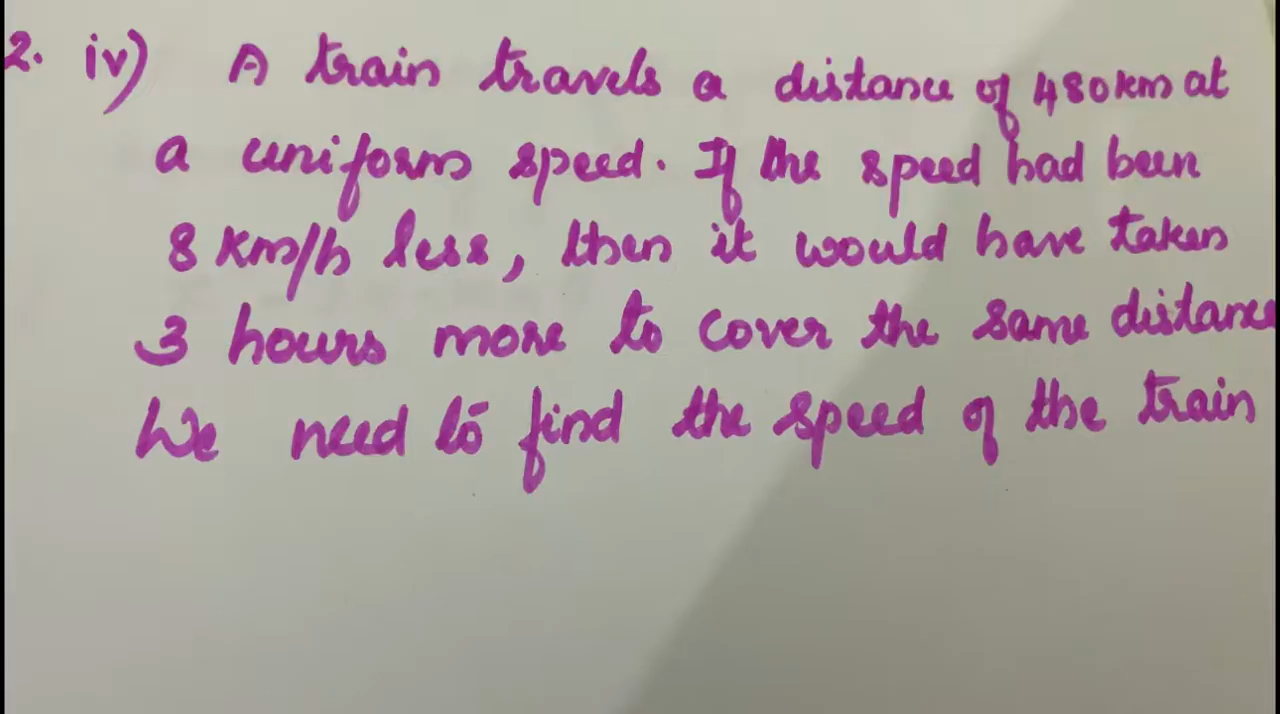 2. iv) A train travels a distance of 480 km at
a uniform speed. If the speed had been
8 km/h less, then it would have taken
3 hours more to cover the same distance
We need to find the speed of the train